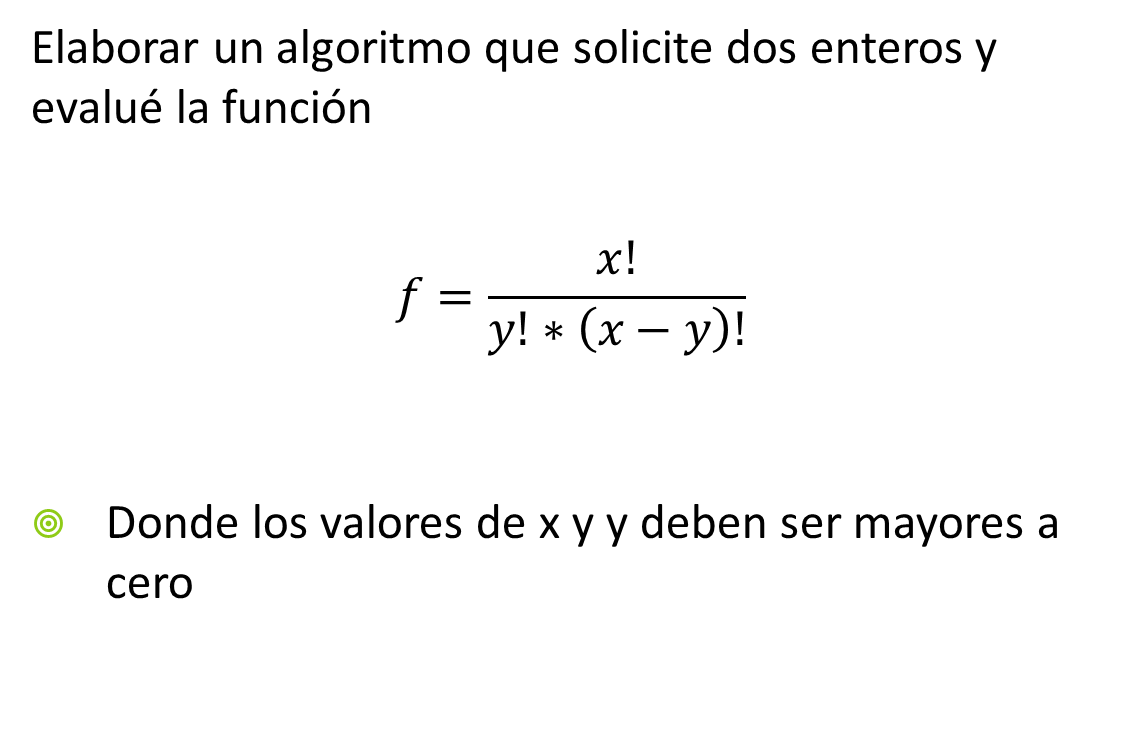 Elaborar un algoritmo que solicite dos enteros y
evalué la función
f = x! / (y! * (x − y)!)
Donde los valores de x y y deben ser mayores a
cero